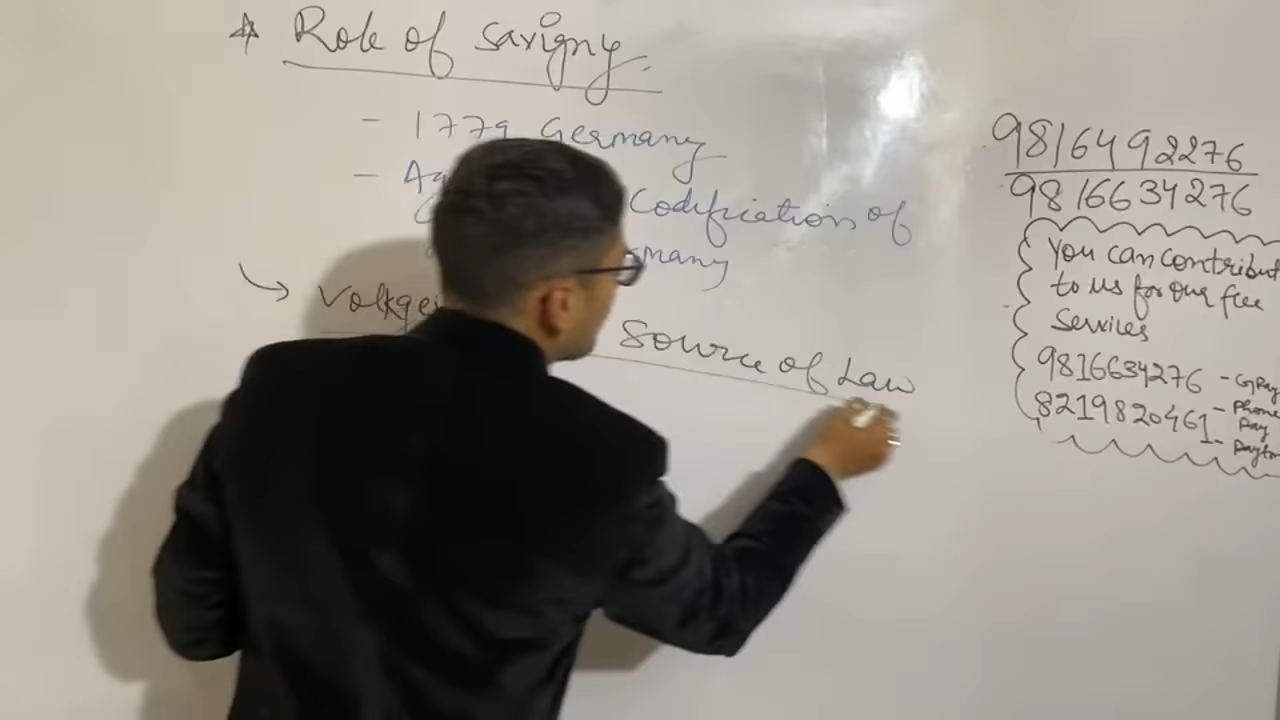 * Role of Savigny.
- 1779 Germany
- Codification of
Source of Law
9816492276
9816634276
You can contribut
to us for our free
Services
9816634276 - GPay
8219820461 - Phone
Pay
- Paytm